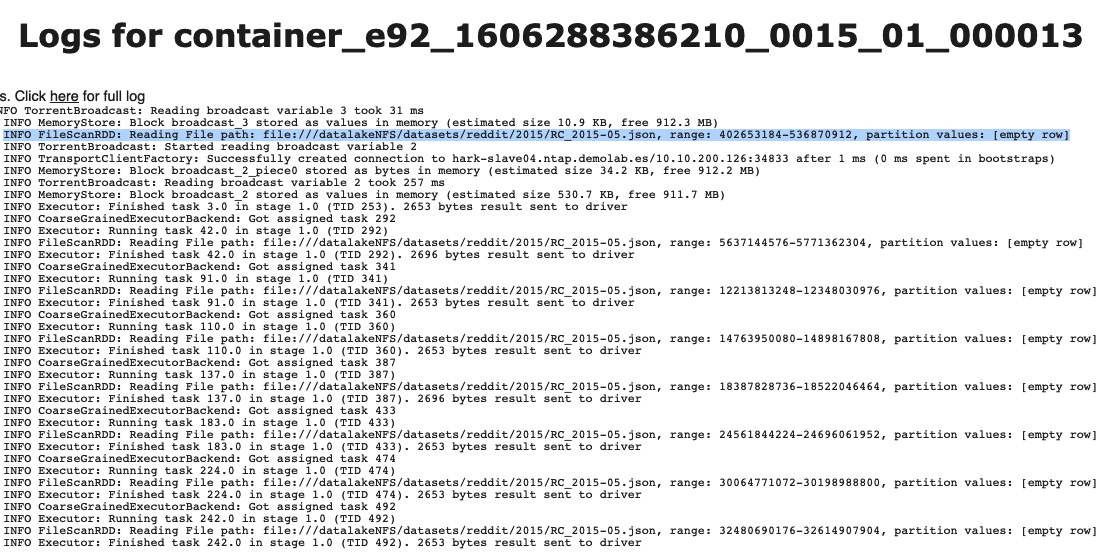 Logs for container_e92_1606288386210_0015_01_000013
s. Click here for full log
NFO TorrentBroadcast: Reading broadcast variable 3 took 31 ms
INFO MemoryStore: Block broadcast_3 stored as values in memory (estimated size 10.9 KB, free 912.3 MB)
INFO FileScanRDD: Reading File path: file:///datalakeNFS/datasets/reddit/2015/RC_2015-05.json, range: 402653184-536870912, partition values: [empty row]
INFO TorrentBroadcast: Started reading broadcast variable 2
INFO TransportClientFactory: Successfully created connection to hark-slave04.ntap.demolab.es/10.10.200.126:34833 after 1 ms (0 ms spent in bootstraps)
INFO MemoryStore: Block broadcast_2_piece0 stored as bytes in memory (estimated size 34.2 KB, free 912.2 MB)
INFO TorrentBroadcast: Reading broadcast variable 2 took 257 ms
INFO MemoryStore: Block broadcast_2 stored as values in memory (estimated size 530.7 KB, free 911.7 MB)
INFO Executor: Finished task 3.0 in stage 1.0 (TID 253). 2653 bytes result sent to driver
INFO CoarseGrainedExecutorBackend: Got assigned task 292
INFO Executor: Running task 42.0 in stage 1.0 (TID 292)
INFO FileScanRDD: Reading File path: file:///datalakeNFS/datasets/reddit/2015/RC_2015-05.json, range: 5637144576-5771362304, partition values: [empty row]
INFO Executor: Finished task 42.0 in stage 1.0 (TID 292). 2696 bytes result sent to driver
INFO CoarseGrainedExecutorBackend: Got assigned task 341
INFO Executor: Running task 91.0 in stage 1.0 (TID 341)
INFO FileScanRDD: Reading File path: file:///datalakeNFS/datasets/reddit/2015/RC_2015-05.json, range: 12213813248-12348030976, partition values: [empty row]
INFO Executor: Finished task 91.0 in stage 1.0 (TID 341). 2653 bytes result sent to driver
INFO CoarseGrainedExecutorBackend: Got assigned task 360
INFO Executor: Running task 110.0 in stage 1.0 (TID 360)
INFO FileScanRDD: Reading File path: file:///datalakeNFS/datasets/reddit/2015/RC_2015-05.json, range: 14763950080-14898167808, partition values: [empty row]
INFO Executor: Finished task 110.0 in stage 1.0 (TID 360). 2653 bytes result sent to driver
INFO CoarseGrainedExecutorBackend: Got assigned task 387
INFO Executor: Running task 137.0 in stage 1.0 (TID 387)
INFO FileScanRDD: Reading File path: file:///datalakeNFS/datasets/reddit/2015/RC_2015-05.json, range: 18387828736-18522046464, partition values: [empty row]
INFO Executor: Finished task 137.0 in stage 1.0 (TID 387). 2696 bytes result sent to driver
INFO CoarseGrainedExecutorBackend: Got assigned task 433
INFO Executor: Running task 183.0 in stage 1.0 (TID 433)
INFO FileScanRDD: Reading File path: file:///datalakeNFS/datasets/reddit/2015/RC_2015-05.json, range: 24561844224-24696061952, partition values: [empty row]
INFO Executor: Finished task 183.0 in stage 1.0 (TID 433). 2653 bytes result sent to driver
INFO CoarseGrainedExecutorBackend: Got assigned task 474
INFO Executor: Running task 224.0 in stage 1.0 (TID 474)
INFO FileScanRDD: Reading File path: file:///datalakeNFS/datasets/reddit/2015/RC_2015-05.json, range: 30064771072-30198988800, partition values: [empty row]
INFO Executor: Finished task 224.0 in stage 1.0 (TID 474). 2653 bytes result sent to driver
INFO CoarseGrainedExecutorBackend: Got assigned task 492
INFO Executor: Running task 242.0 in stage 1.0 (TID 492)
INFO FileScanRDD: Reading File path: file:///datalakeNFS/datasets/reddit/2015/RC_2015-05.json, range: 32480690176-32614907904, partition values: [empty row]
INFO Executor: Finished task 242.0 in stage 1.0 (TID 492). 2653 bytes result sent to driver